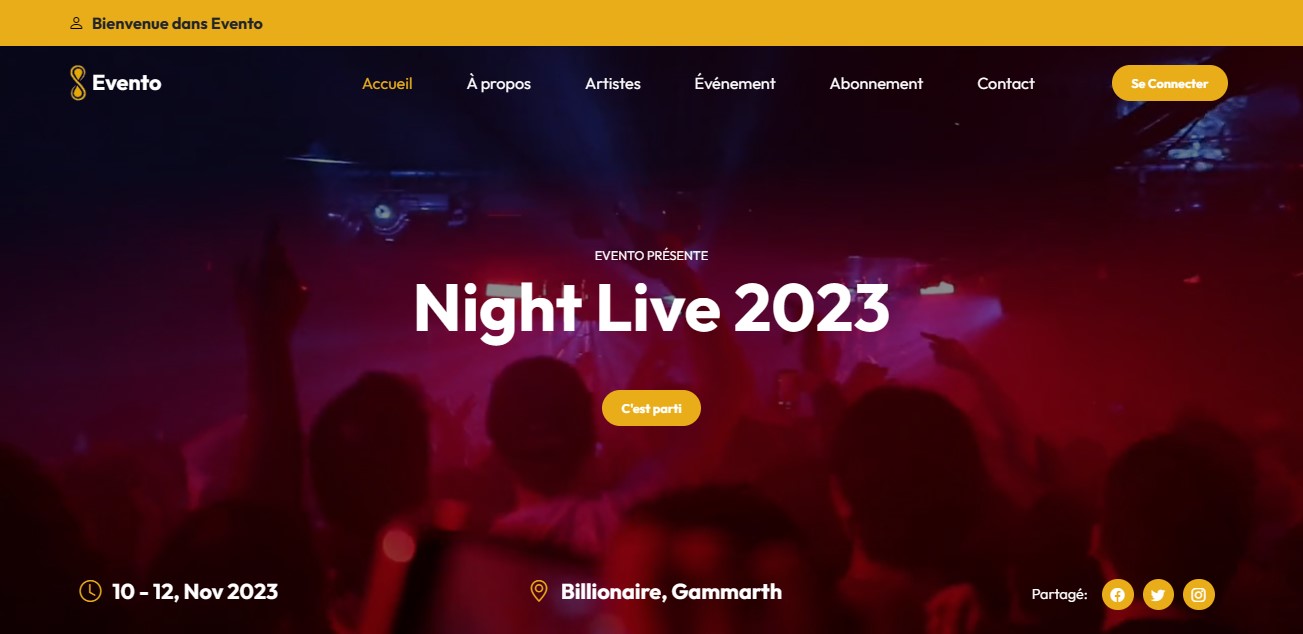 Bienvenue dans Evento
Evento
Accueil
À propos
Artistes
Événement
Abonnement
Contact
Se Connecter
EVENTO PRÉSENTE
Night Live 2023
C'est parti
10 - 12, Nov 2023
Billionaire, Gammarth
Partagé: